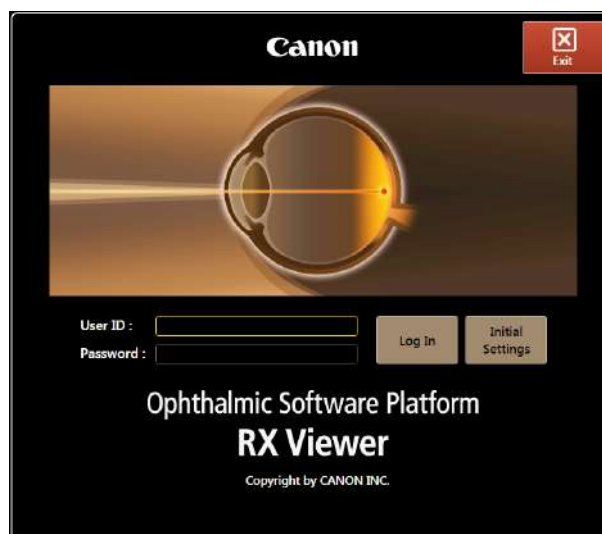 Canon
Exit
User ID :
Password :
Log In
Initial
Settings
Ophthalmic Software Platform
RX Viewer
Copyright by CANON INC.